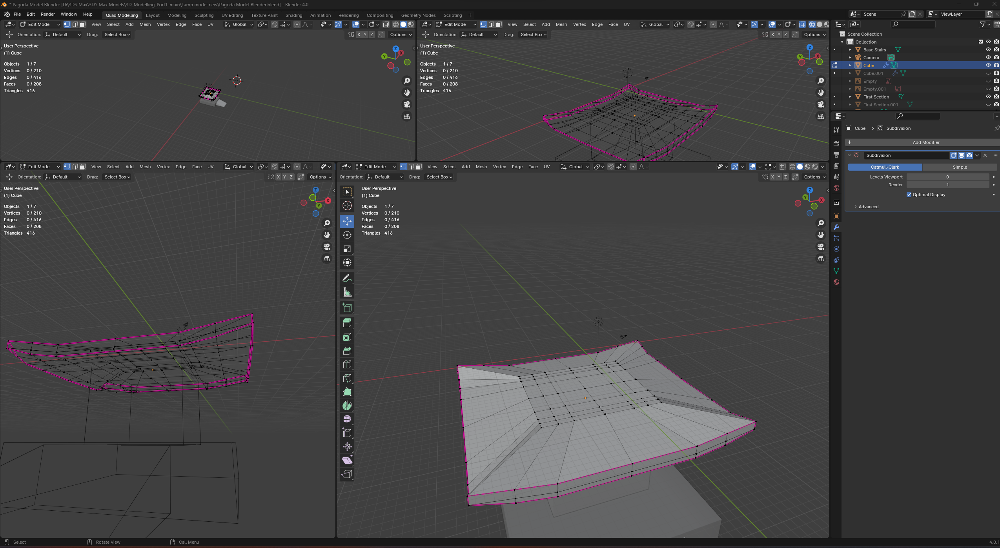 * Pagoda Model Blender [D:\3DS Max\3DS Max Models\3D_Modelling_Port1-main\Lamp model new\Pagoda Model Blender.blend] - Blender 4.0
File Edit Render Window Help Quad Modelling Layout Modeling Sculpting UV Editing Texture Paint Shading Animation Rendering Compositing Geometry Nodes Scripting + Scene ViewLayer
Edit Mode View Select Add Mesh Vertex Edge Face UV Global
Orientation: Default Drag: Select Box X Y Z Options
User Perspective
(1) Cube
Objects 1 / 7
Vertices 0 / 210
Edges 0 / 416
Faces 0 / 208
Triangles 416
Z X Y
Edit Mode View Select Add Mesh Vertex Edge Face UV Global
Orientation: Default Drag: Select Box X Y Z Options
User Perspective
(1) Cube
Objects 1 / 7
Vertices 0 / 210
Edges 0 / 416
Faces 0 / 208
Triangles 416
Z X Y
Edit Mode View Select Add Mesh Vertex Edge Face UV Global
Orientation: Default Drag: Select Box X Y Z Options
User Perspective
(1) Cube
Objects 1 / 7
Vertices 0 / 210
Edges 0 / 416
Faces 0 / 208
Triangles 416
Z X Y
Edit Mode View Select Add Mesh Vertex Edge Face UV Global
Orientation: Default Drag: Select Box X Y Z Options
User Perspective
(1) Cube
Objects 1 / 7
Vertices 0 / 210
Edges 0 / 416
Faces 0 / 208
Triangles 416
Z Y X
Scene Collection
Collection
Base Stairs
Camera
Cube
Cube.001
Empty
Empty.001
First Section
First Section.001
Cube > Subdivision
+ Add Modifier
Subdivision
Catmull-Clark Simple
Levels Viewport 0
Render 1
Optimal Display
Advanced
Select Rotate View Call Menu 4.0.1